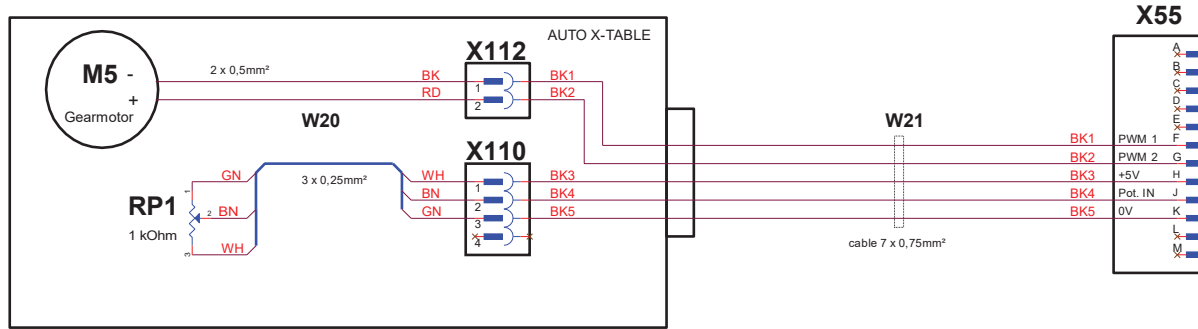 X55
AUTO X-TABLE
X112
M5 -
+
Gearmotor
2 x 0,5mm²
BK
RD
1
2
BK1
BK2
W20
W21
X110
3 x 0,25mm²
RP1
1 kOhm
1
2
3
GN
BN
WH
WH
BN
GN
1
2
3
4
BK3
BK4
BK5
cable 7 x 0,75mm²
BK1
BK2
BK3
BK4
BK5
PWM 1
PWM 2
+5V
Pot. IN
0V
A
B
C
D
E
F
G
H
J
K
L
M